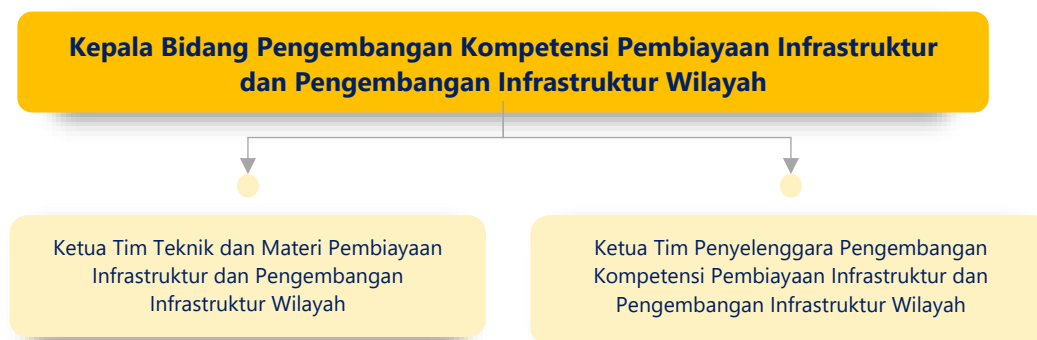 Kepala Bidang Pengembangan Kompetensi Pembiayaan Infrastruktur
dan Pengembangan Infrastruktur Wilayah
Ketua Tim Teknik dan Materi Pembiayaan
Infrastruktur dan Pengembangan
Infrastruktur Wilayah
Ketua Tim Penyelenggara Pengembangan
Kompetensi Pembiayaan Infrastruktur dan
Pengembangan Infrastruktur Wilayah